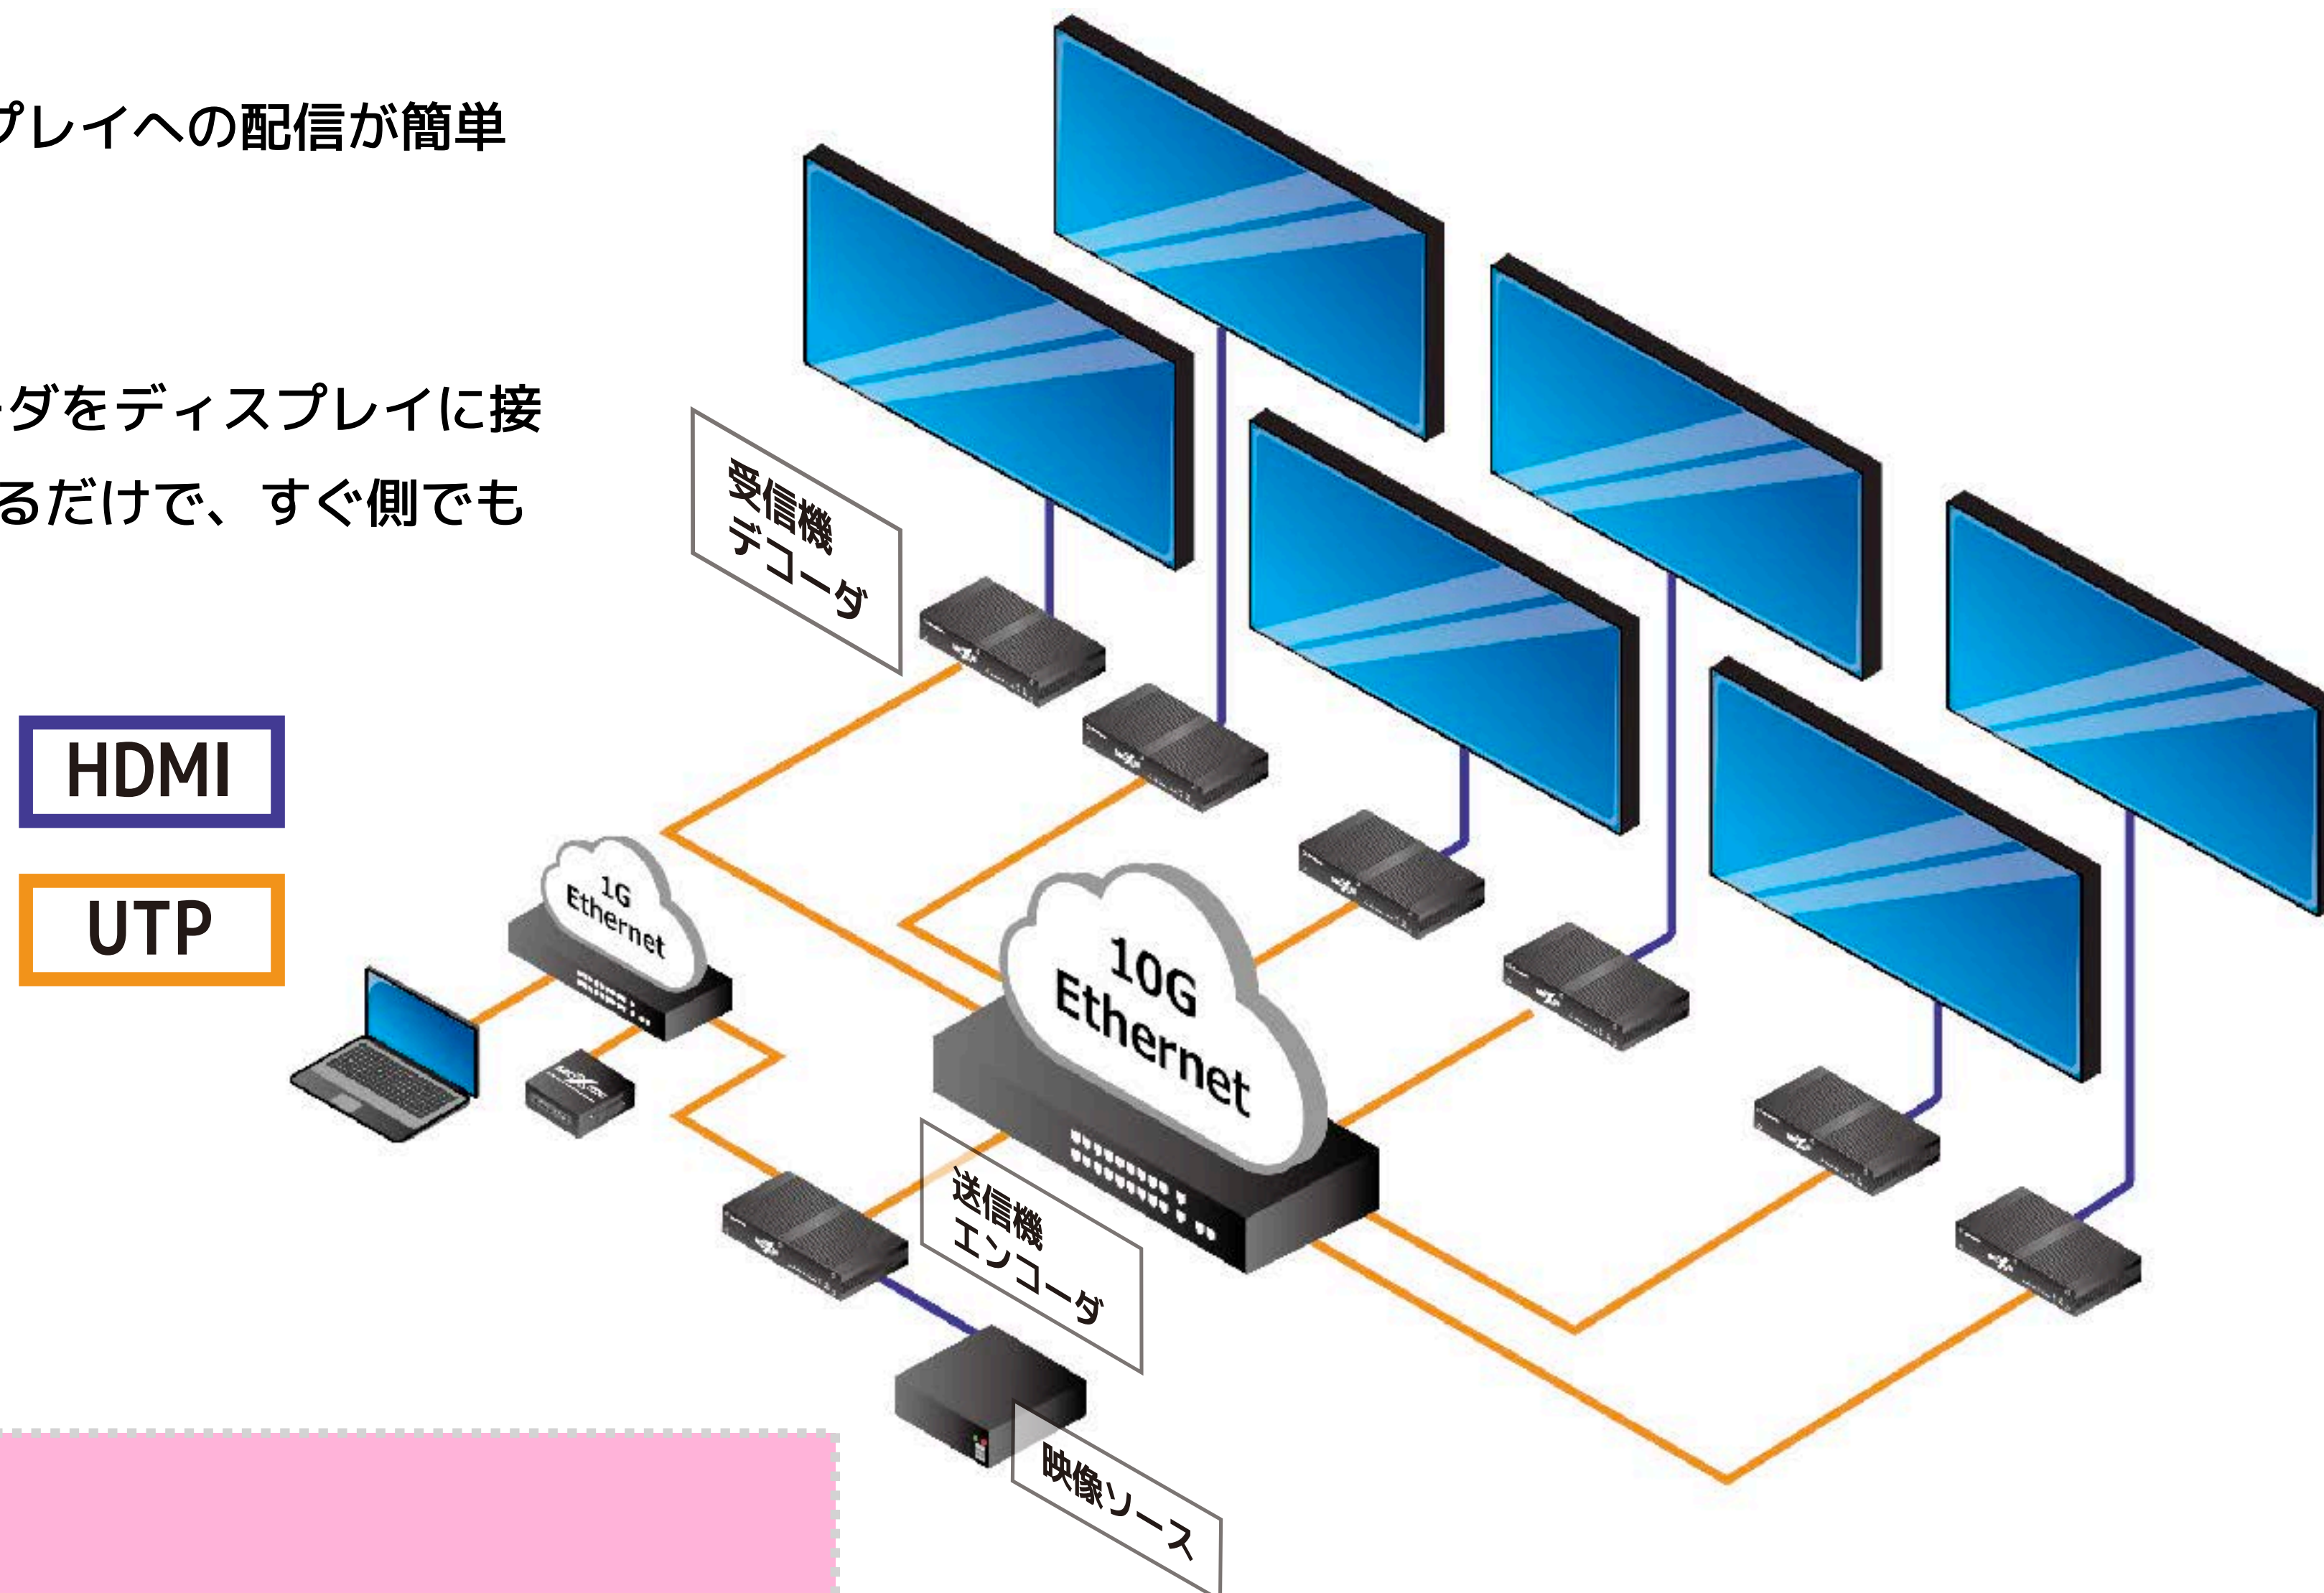 プレイへの配信が簡単
ーダをディスプレイに接
るだけで、すぐ側でも
受信機
デコーダ
HDMI
UTP
1G
Ethernet
10G
Ethernet
送信機
エンコーダ
映像ソース